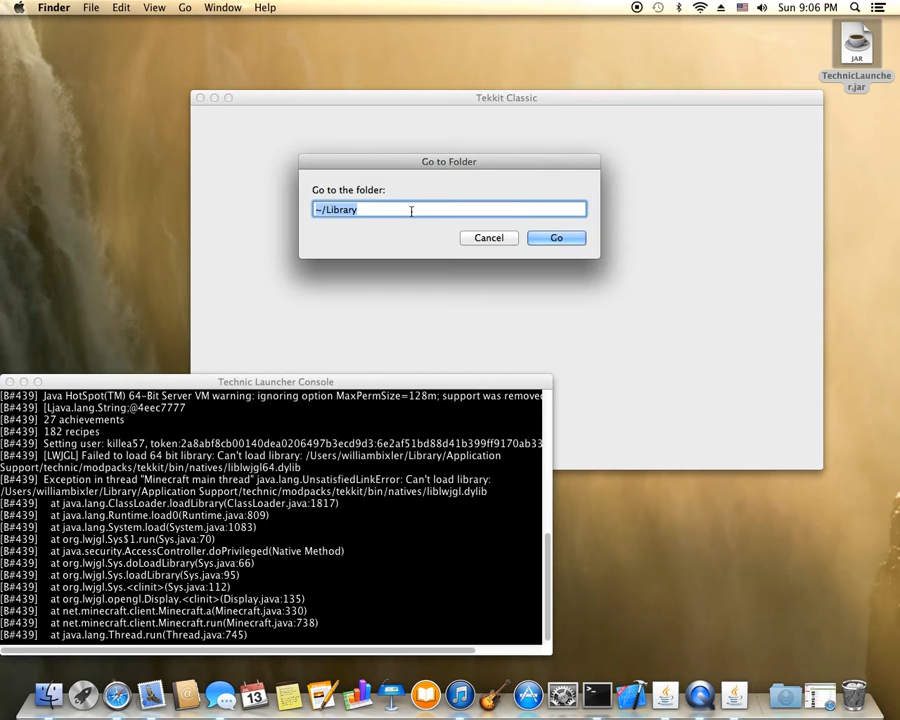 Finder File Edit View Go Window Help Sun 9:06 PM
JAR
TechnicLaunche
r.jar
Tekkit Classic
Go to Folder
Go to the folder:
~/Library
Cancel Go
Technic Launcher Console
[B#439] Java HotSpot(TM) 64-Bit Server VM warning: ignoring option MaxPermSize=128m; support was removed
[B#439] [Ljava.lang.String;@4eec7777
[B#439] 27 achievements
[B#439] 182 recipes
[B#439] Setting user: killea57, token:2a8abf8cb00140dea0206497b3ecd9d3:6e2af51bd88d41b399ff9170ab33
[B#439] [LWJGL] Failed to load 64 bit library: Can't load library: /Users/williambixler/Library/Application
Support/technic/modpacks/tekkit/bin/natives/liblwjgl64.dylib
[B#439] Exception in thread "Minecraft main thread" java.lang.UnsatisfiedLinkError: Can't load library:
/Users/williambixler/Library/Application Support/technic/modpacks/tekkit/bin/natives/liblwjgl.dylib
[B#439] at java.lang.ClassLoader.loadLibrary(ClassLoader.java:1817)
[B#439] at java.lang.Runtime.load0(Runtime.java:809)
[B#439] at java.lang.System.load(System.java:1083)
[B#439] at org.lwjgl.Sys$1.run(Sys.java:70)
[B#439] at java.security.AccessController.doPrivileged(Native Method)
[B#439] at org.lwjgl.Sys.doLoadLibrary(Sys.java:66)
[B#439] at org.lwjgl.Sys.loadLibrary(Sys.java:95)
[B#439] at org.lwjgl.Sys.<clinit>(Sys.java:112)
[B#439] at org.lwjgl.opengl.Display.<clinit>(Display.java:135)
[B#439] at net.minecraft.client.Minecraft.a(Minecraft.java:330)
[B#439] at net.minecraft.client.Minecraft.run(Minecraft.java:738)
[B#439] at java.lang.Thread.run(Thread.java:745)
13